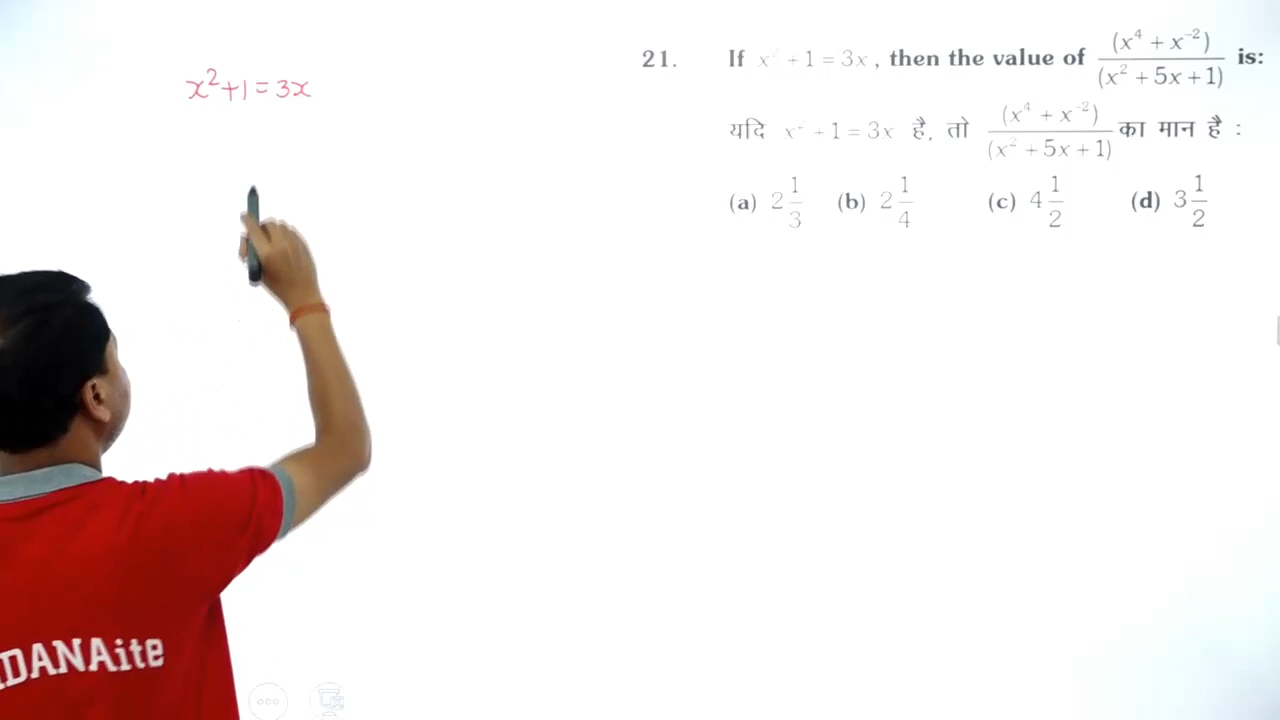 x²+1=3x
21. If x² + 1 = 3x, then the value of (x⁴ + x⁻²) / (x² + 5x + 1) is:
यदि x² + 1 = 3x है, तो (x⁴ + x⁻²) / (x² + 5x + 1) का मान है :
(a) 2 1/3 (b) 2 1/4 (c) 4 1/2 (d) 3 1/2
DANAite